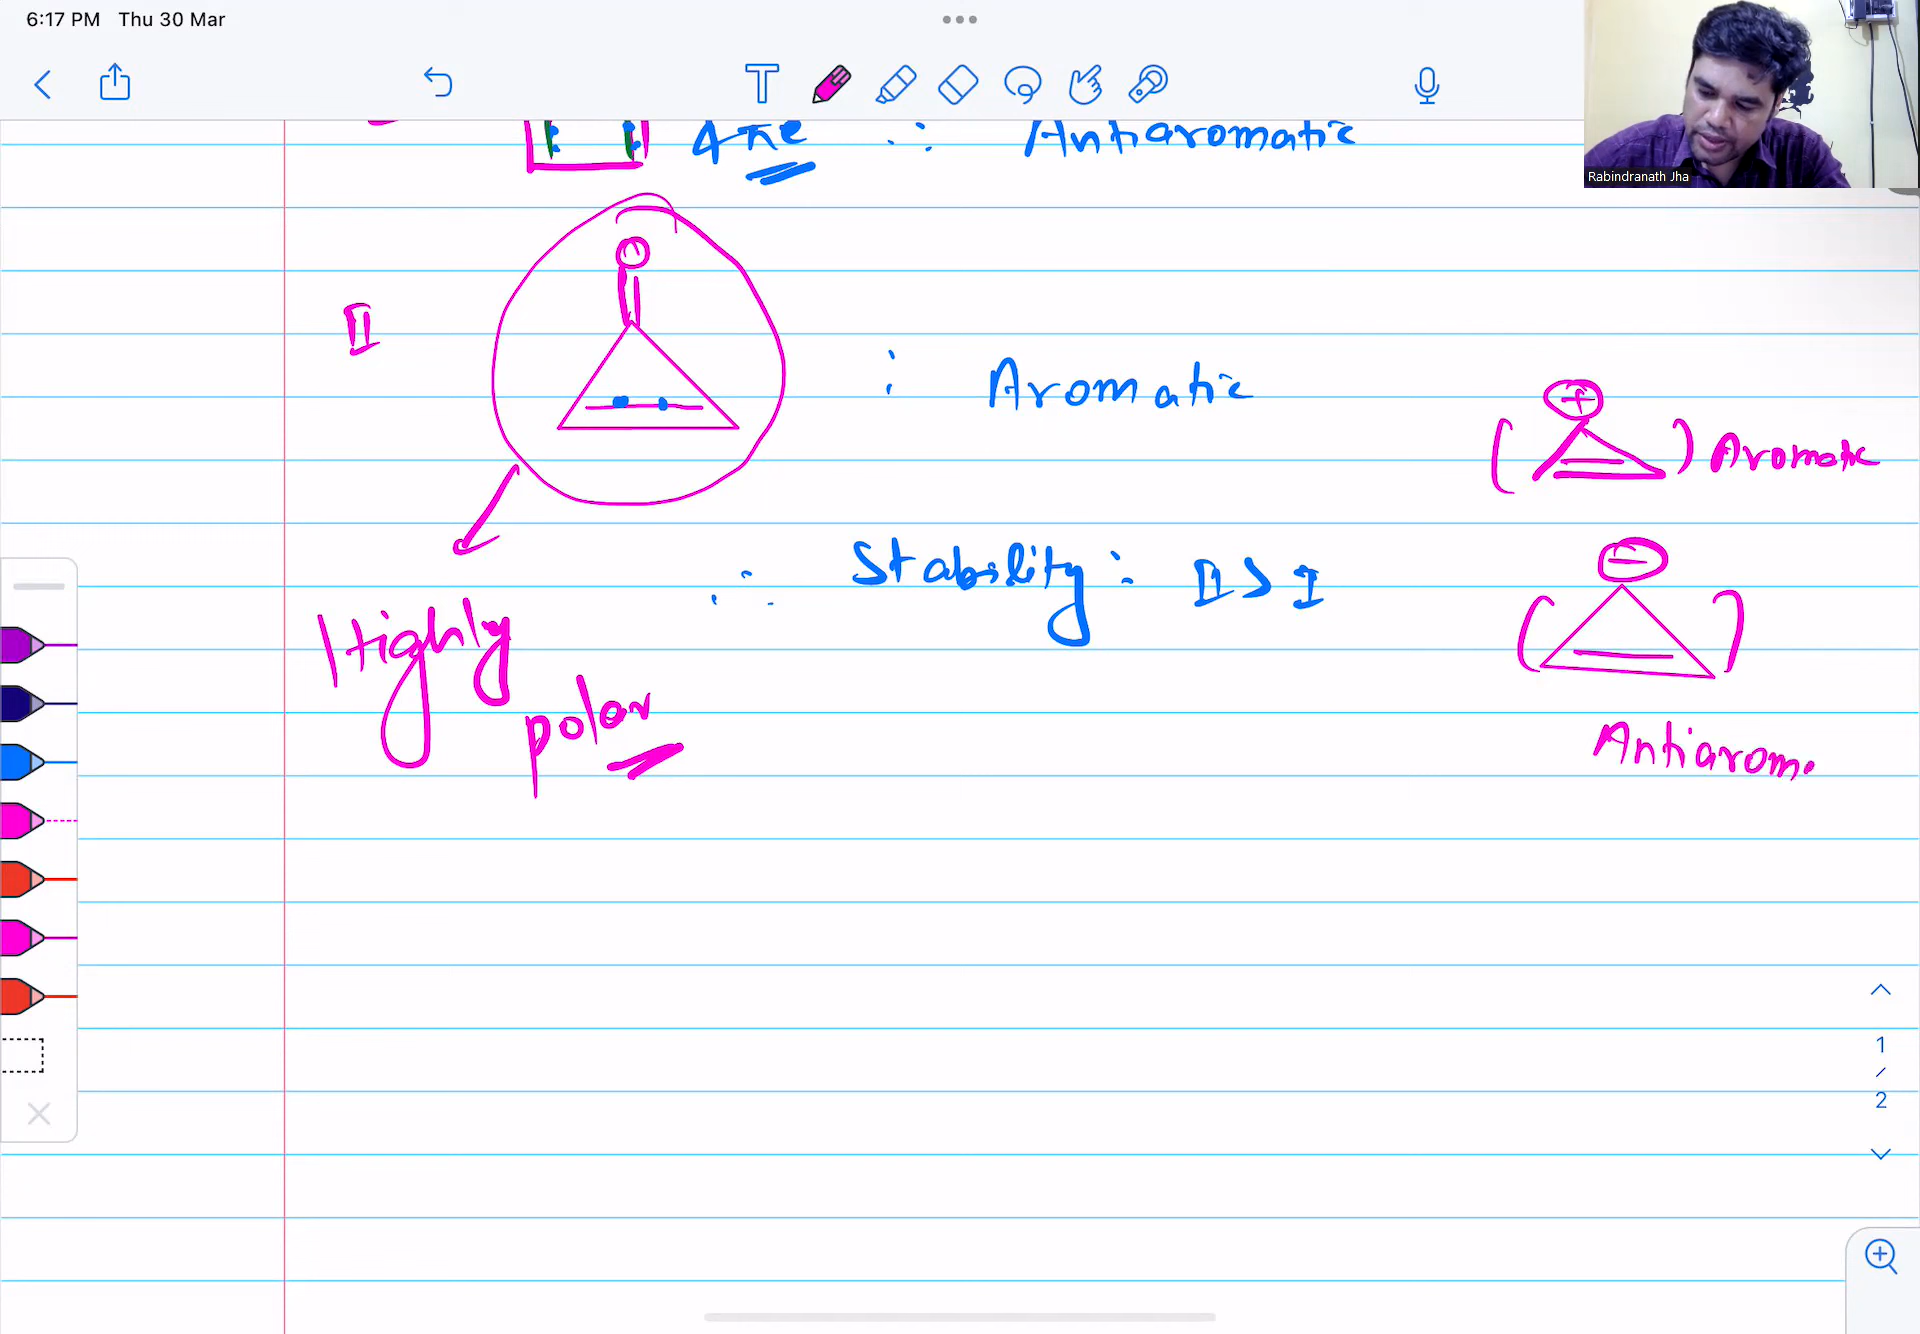 6:17 PM Thu 30 Mar
Rabindranath Jha
4πe ∴ Antiaromatic
O
II : Aromatic
+
( ) Aromatic
∴ Stability: II > I
−
( )
Highly
polar
Antiarom.
1
/
2